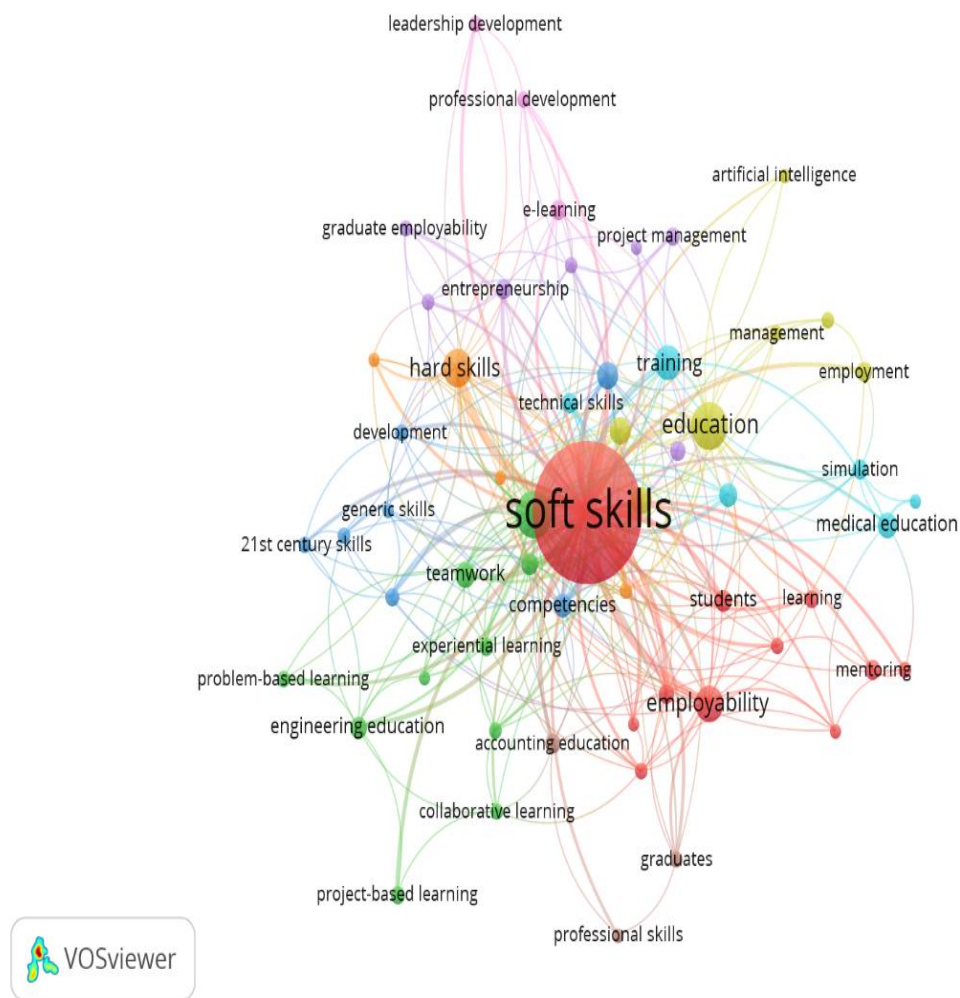 leadership development
professional development
artificial intelligence
e-learning
graduate employability
project management
entrepreneurship
management
hard skills
training
employment
technical skills
education
development
simulation
soft skills
generic skills
medical education
21st century skills
teamwork
competencies
students
learning
experiential learning
mentoring
problem-based learning
employability
engineering education
accounting education
collaborative learning
graduates
project-based learning
professional skills
VOSviewer